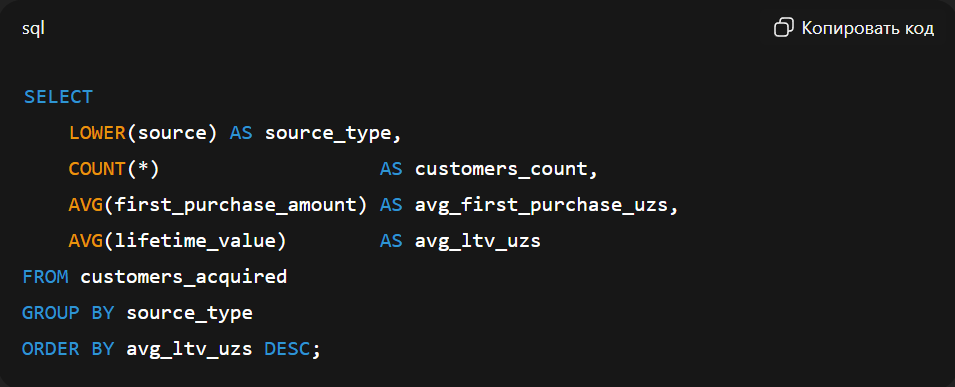 sql
Копировать код
SELECT
    LOWER(source) AS source_type,
    COUNT(*)                   AS customers_count,
    AVG(first_purchase_amount) AS avg_first_purchase_uzs,
    AVG(lifetime_value)        AS avg_ltv_uzs
FROM customers_acquired
GROUP BY source_type
ORDER BY avg_ltv_uzs DESC;